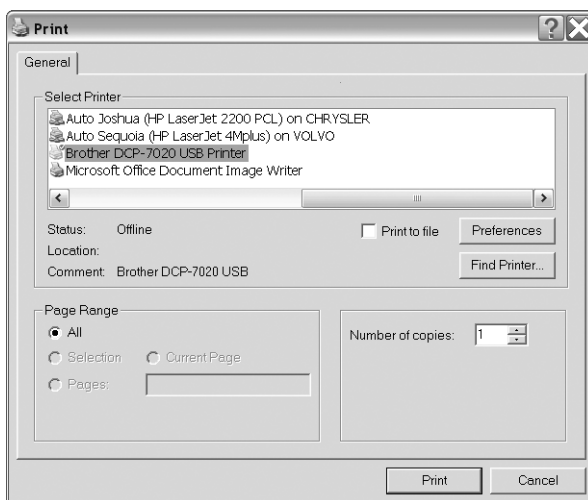 Print
General
Select Printer
Auto Joshua (HP LaserJet 2200 PCL) on CHRYSLER
Auto Sequoia (HP LaserJet 4Mplus) on VOLVO
Brother DCP-7020 USB Printer
Microsoft Office Document Image Writer
Status: Offline
Print to file
Preferences
Location:
Comment: Brother DCP-7020 USB
Find Printer...
Page Range
All
Selection Current Page
Pages:
Number of copies: 1
Print Cancel